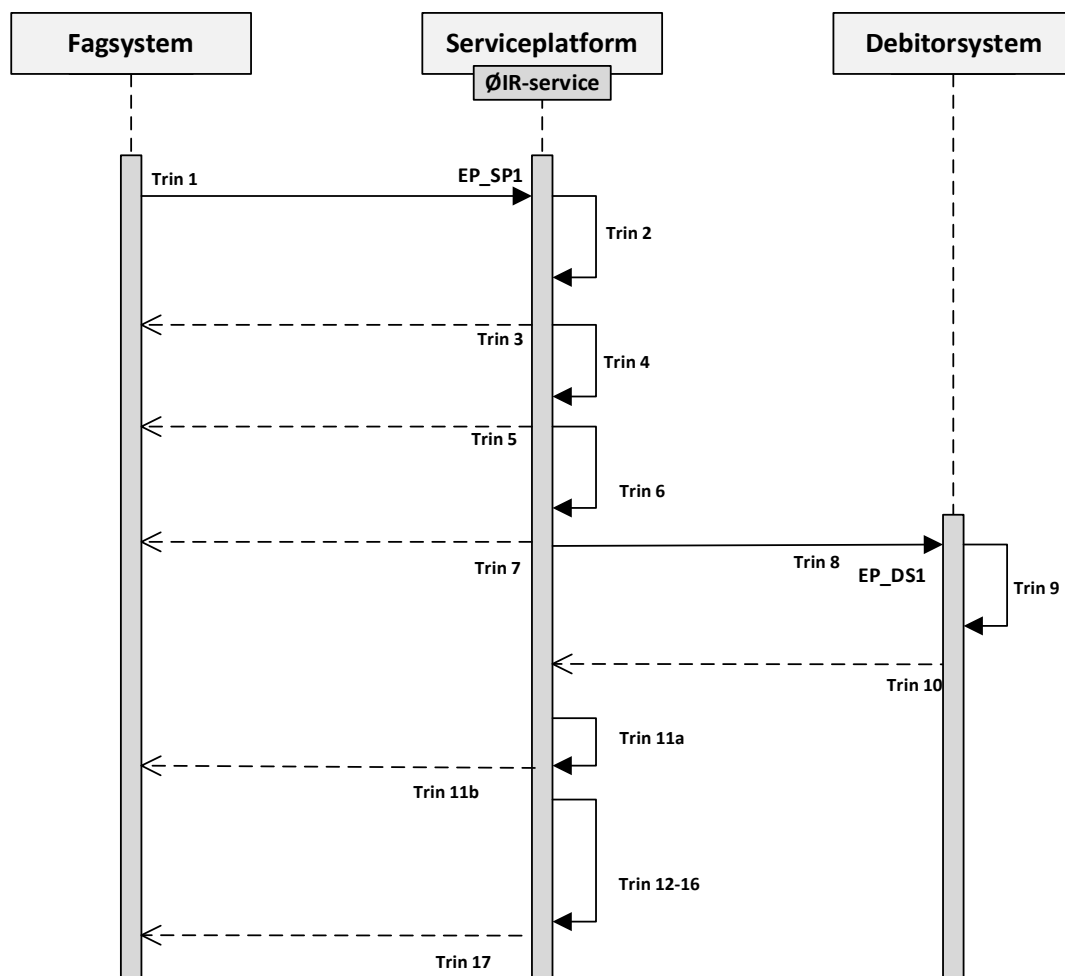 Fagsystem
Serviceplatform
Debitorsystem
ØIR-service
Trin 1
EP_SP1
Trin 2
Trin 3
Trin 4
Trin 5
Trin 6
Trin 7
Trin 8
EP_DS1
Trin 9
Trin 10
Trin 11a
Trin 11b
Trin 12-16
Trin 17